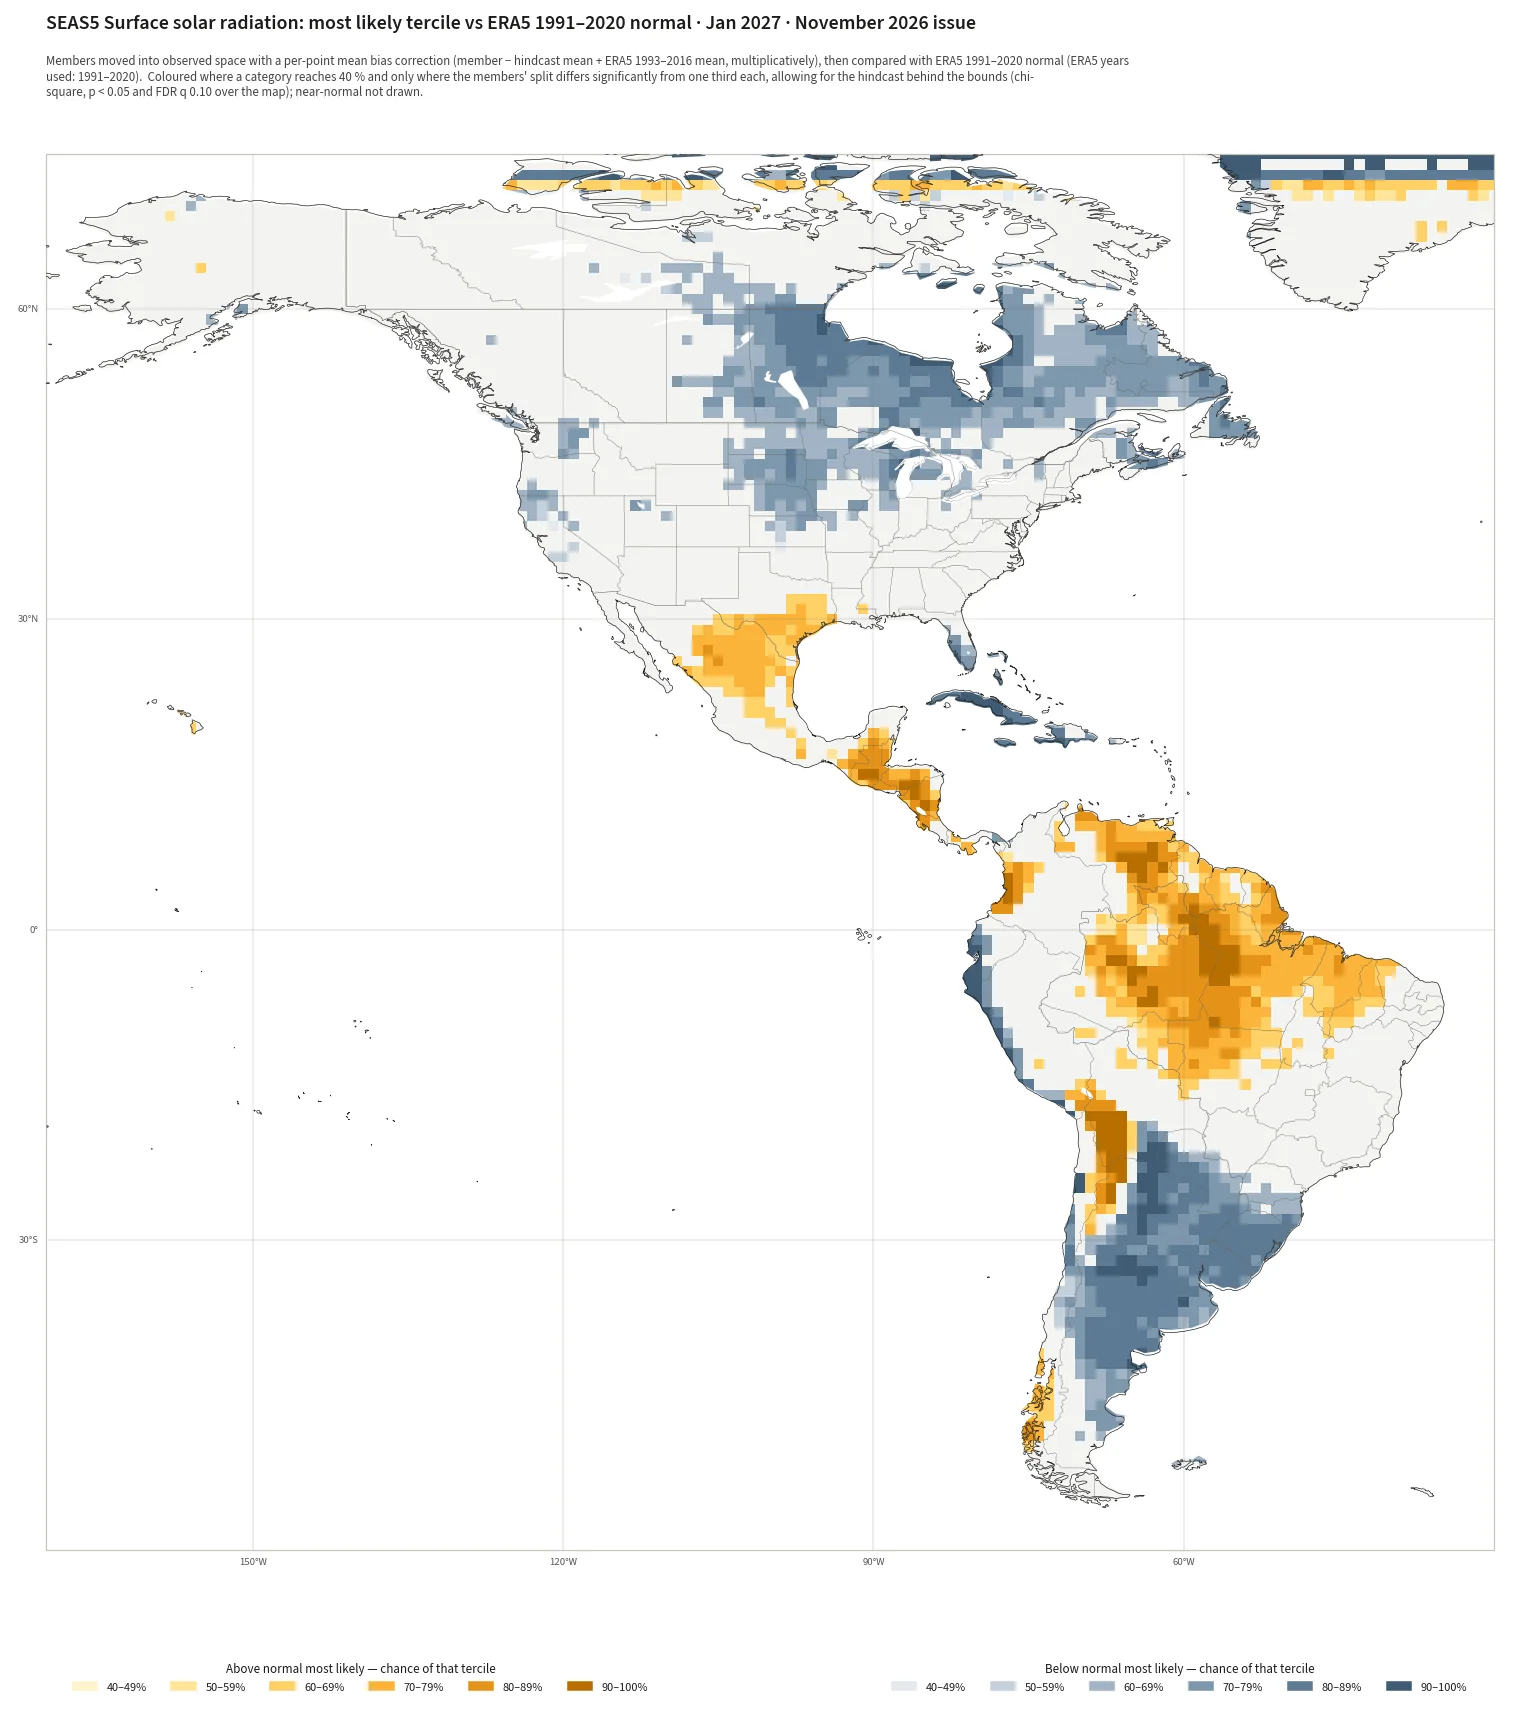 SEAS5 Surface solar radiation: most likely tercile vs ERA5 1991–2020 normal · Jan 2027 · November 2026 issue
Members moved into observed space with a per-point mean bias correction (member − hindcast mean + ERA5 1993–2016 mean, multiplicatively), then compared with ERA5 1991–2020 normal (ERA5 years
used: 1991–2020).  Coloured where a category reaches 40 % and only where the members' split differs significantly from one third each, allowing for the hindcast behind the bounds (chi-
square, p < 0.05 and FDR q 0.10 over the map); near-normal not drawn.
60°N
30°N
0°
30°S
150°W
120°W
90°W
60°W
Above normal most likely — chance of that tercile
40–49%
50–59%
60–69%
70–79%
80–89%
90–100%
Below normal most likely — chance of that tercile
40–49%
50–59%
60–69%
70–79%
80–89%
90–100%